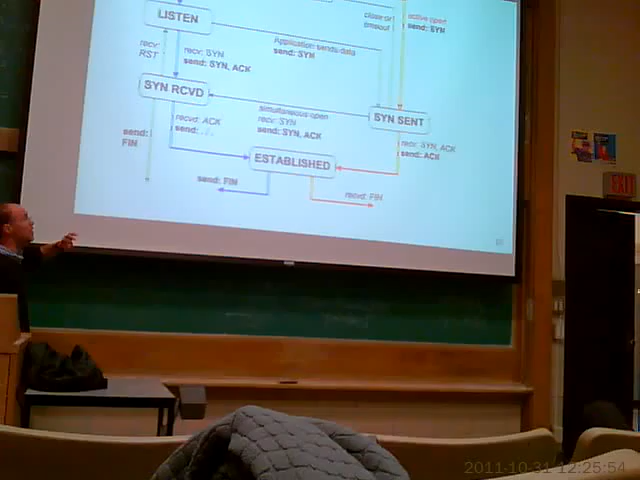 LISTEN
close or
timeout
active open
send: SYN
recv:
RST
recv: SYN
send: SYN, ACK
Application sends data
send: SYN
SYN RCVD
simultaneous open
recv: SYN
send: SYN, ACK
SYN SENT
recvd: ACK
send: . / .
recv: SYN, ACK
send: ACK
send:
FIN
ESTABLISHED
send: FIN
recvd: FIN
EXIT
2011-10-31 12:25:54